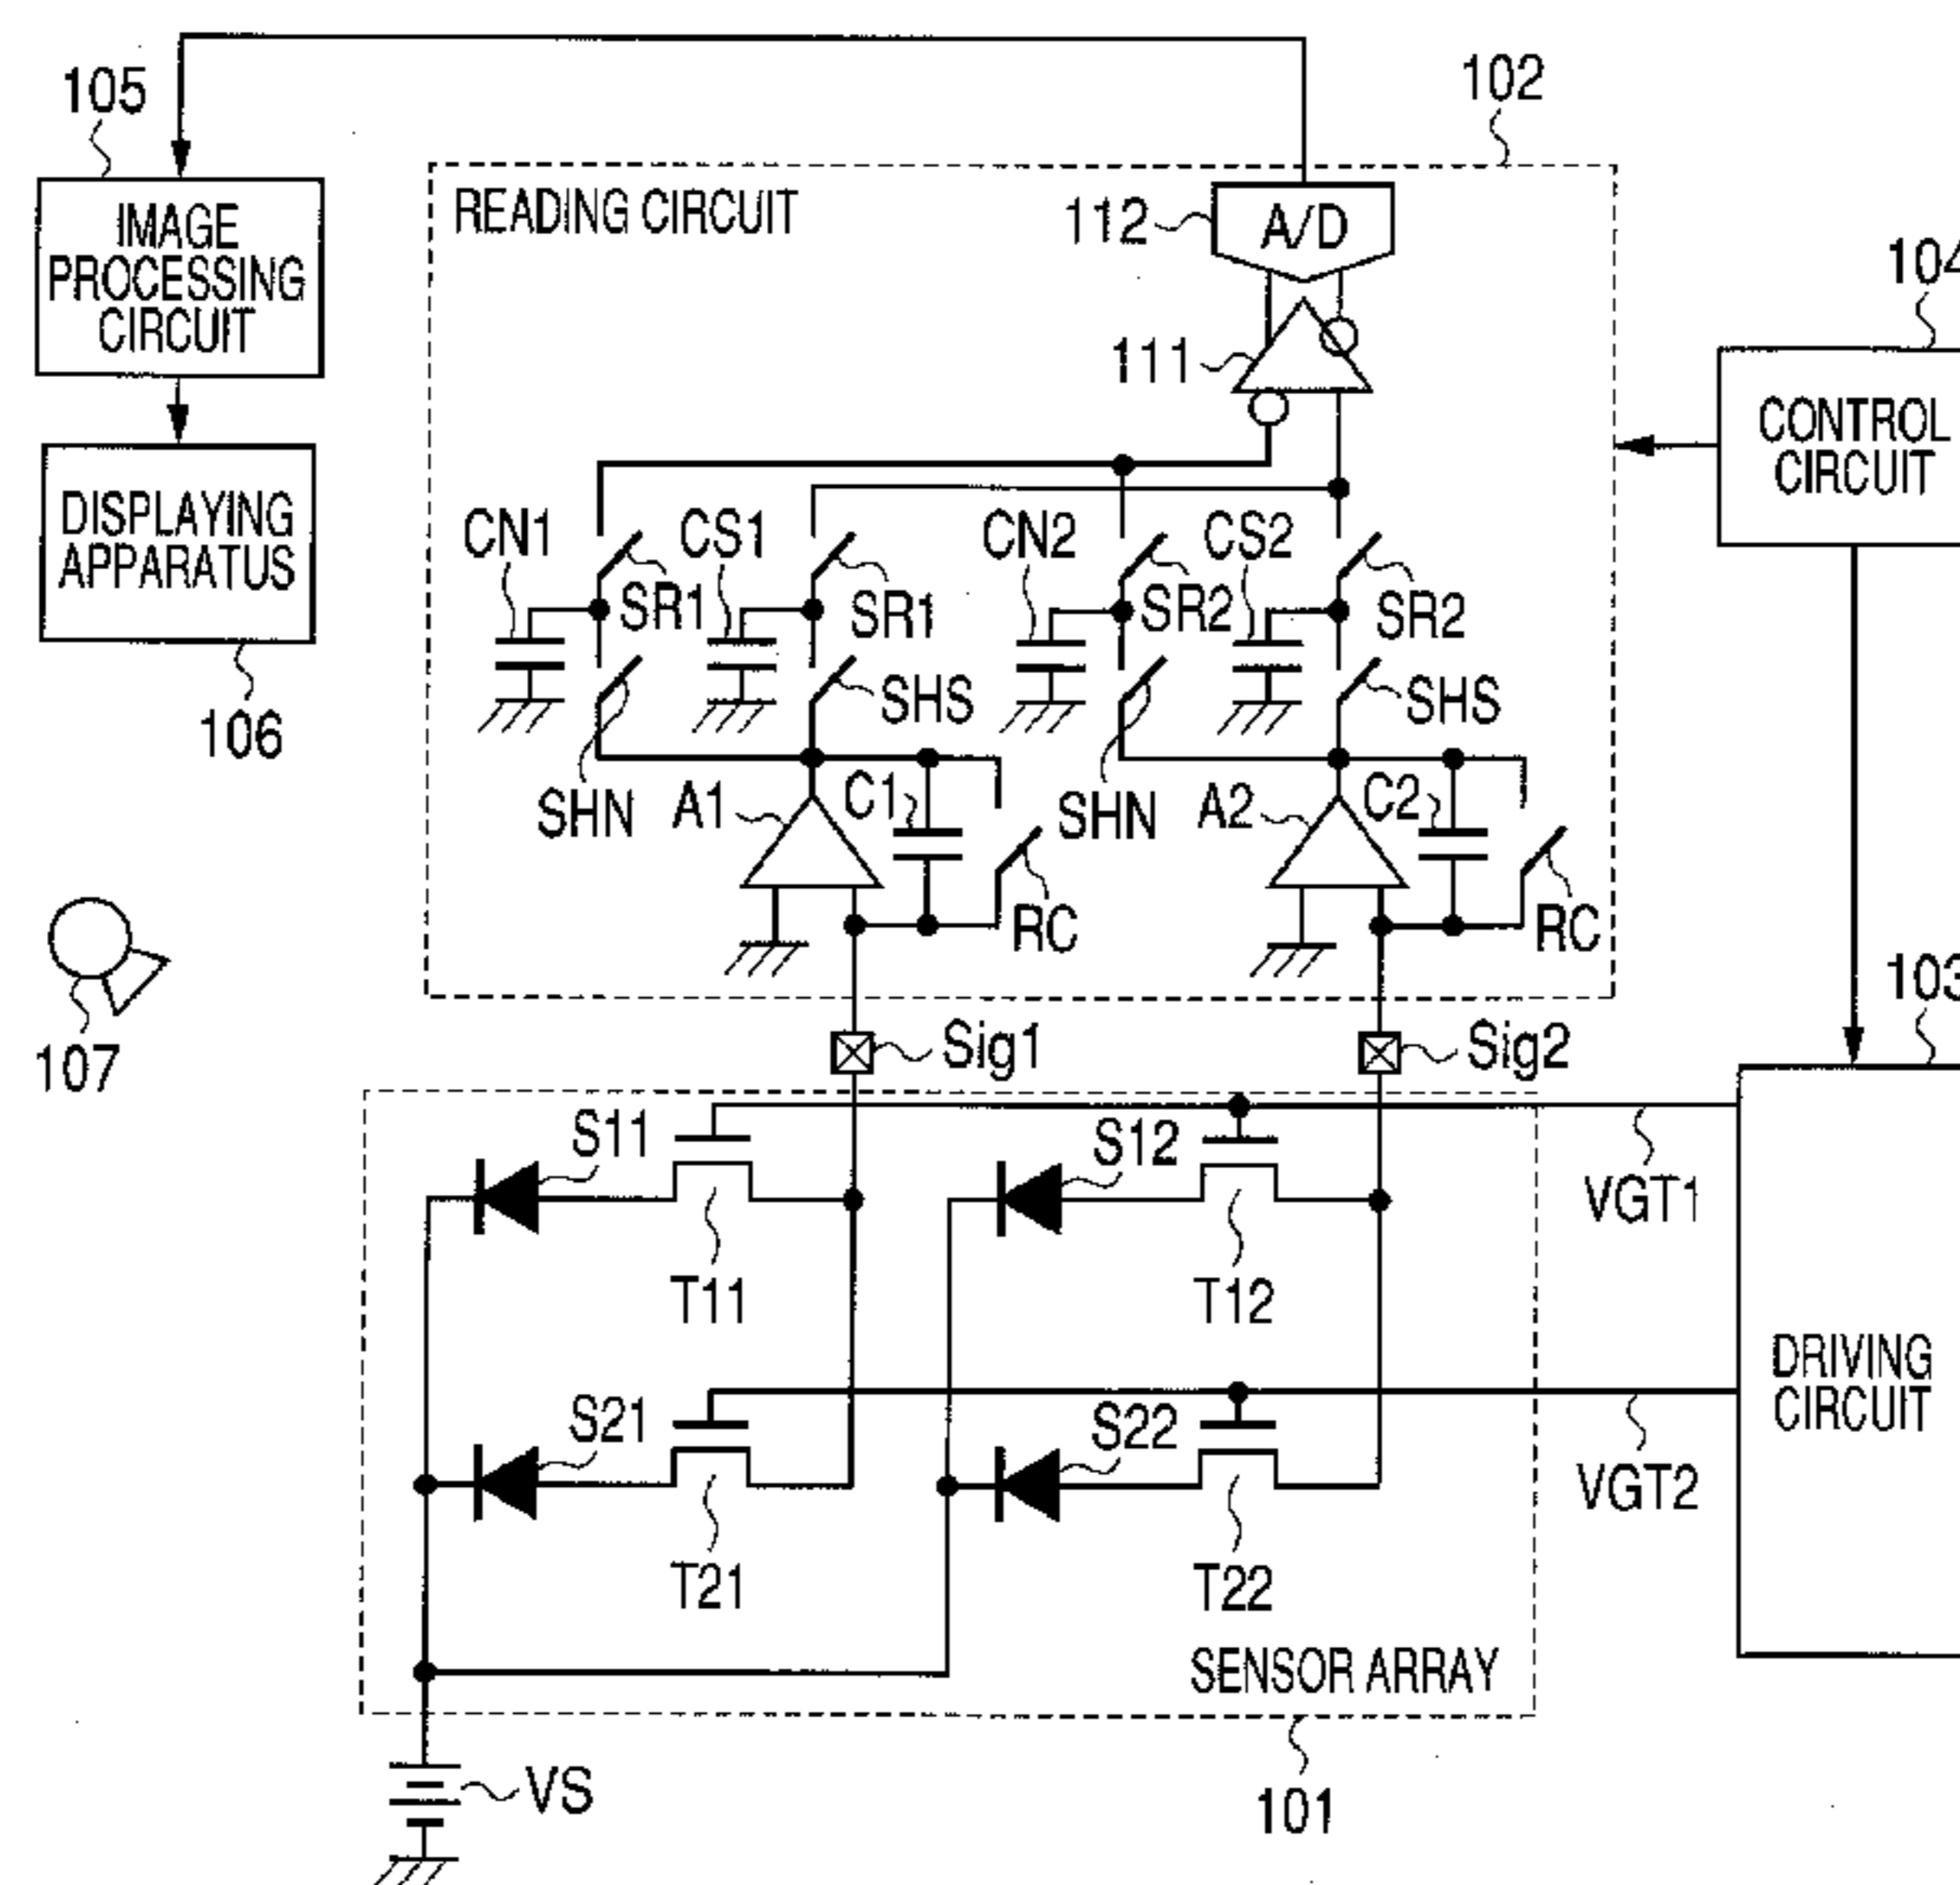 105
102
READING CIRCUIT
112
A/D
IMAGE
PROCESSING
CIRCUIT
111
CONTROL
CIRCUIT
DISPLAYING
APPARATUS
CN1
CS1
CN2
CS2
SR1
SR1
SR2
SR2
SHS
SHS
106
SHN
A1
C1
SHN
A2
C2
RC
RC
107
Sig1
Sig2
S11
S12
VGT1
T11
T12
DRIVING
CIRCUIT
S21
S22
VGT2
T21
T22
SENSOR ARRAY
VS
101